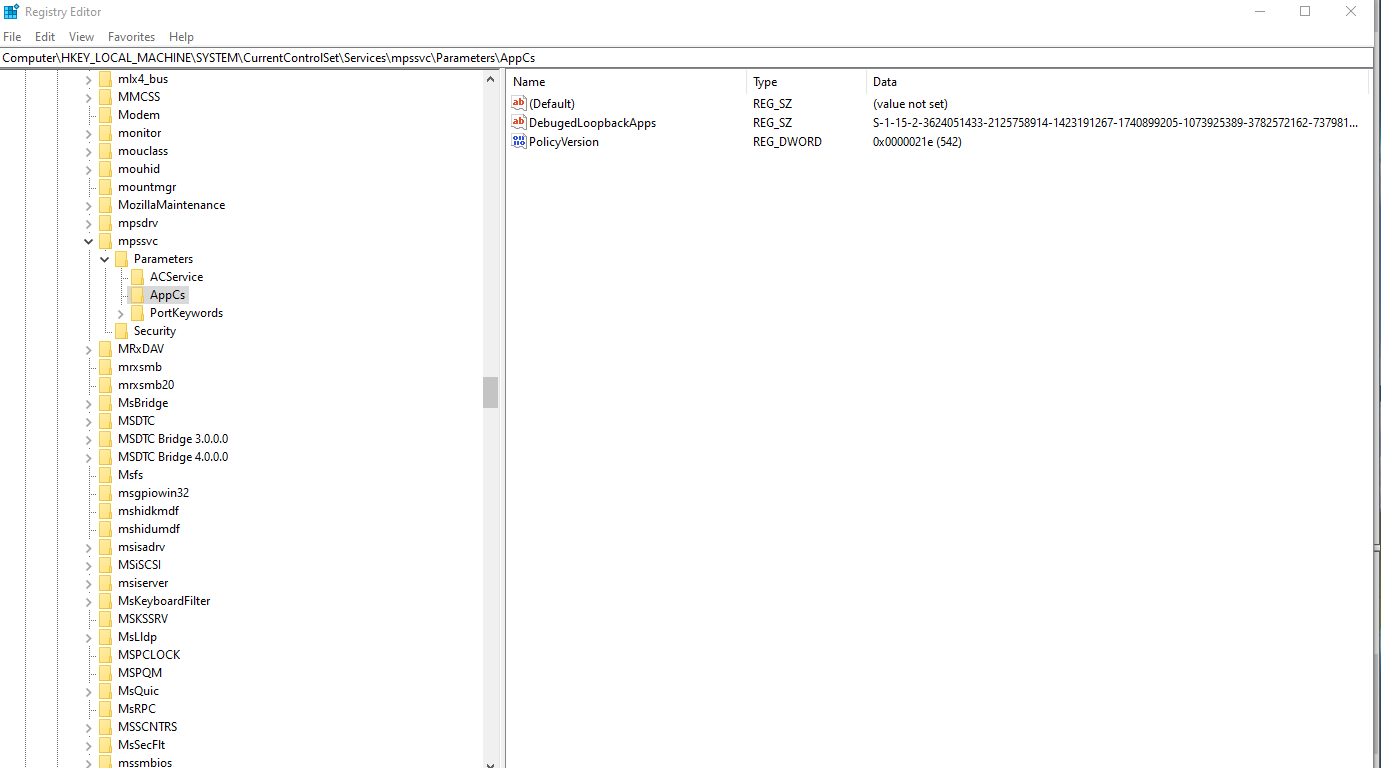 Registry Editor
File Edit View Favorites Help
Computer\HKEY_LOCAL_MACHINE\SYSTEM\CurrentControlSet\Services\mpssvc\Parameters\AppCs
mlx4_bus
MMCSS
Modem
monitor
mouclass
mouhid
mountmgr
MozillaMaintenance
mpsdrv
mpssvc
Parameters
ACService
AppCs
PortKeywords
Security
MRxDAV
mrxsmb
mrxsmb20
MsBridge
MSDTC
MSDTC Bridge 3.0.0.0
MSDTC Bridge 4.0.0.0
Msfs
msgpiowin32
mshidkmdf
mshidumdf
msisadrv
MSiSCSI
msiserver
MsKeyboardFilter
MSKSSRV
MsLldp
MSPCLOCK
MSPQM
MsQuic
MsRPC
MSSCNTRS
MsSecFlt
mssmbios
Name Type Data
(Default) REG_SZ (value not set)
DebugedLoopbackApps REG_SZ S-1-15-2-3624051433-2125758914-1423191267-1740899205-1073925389-3782572162-737981...
PolicyVersion REG_DWORD 0x0000021e (542)